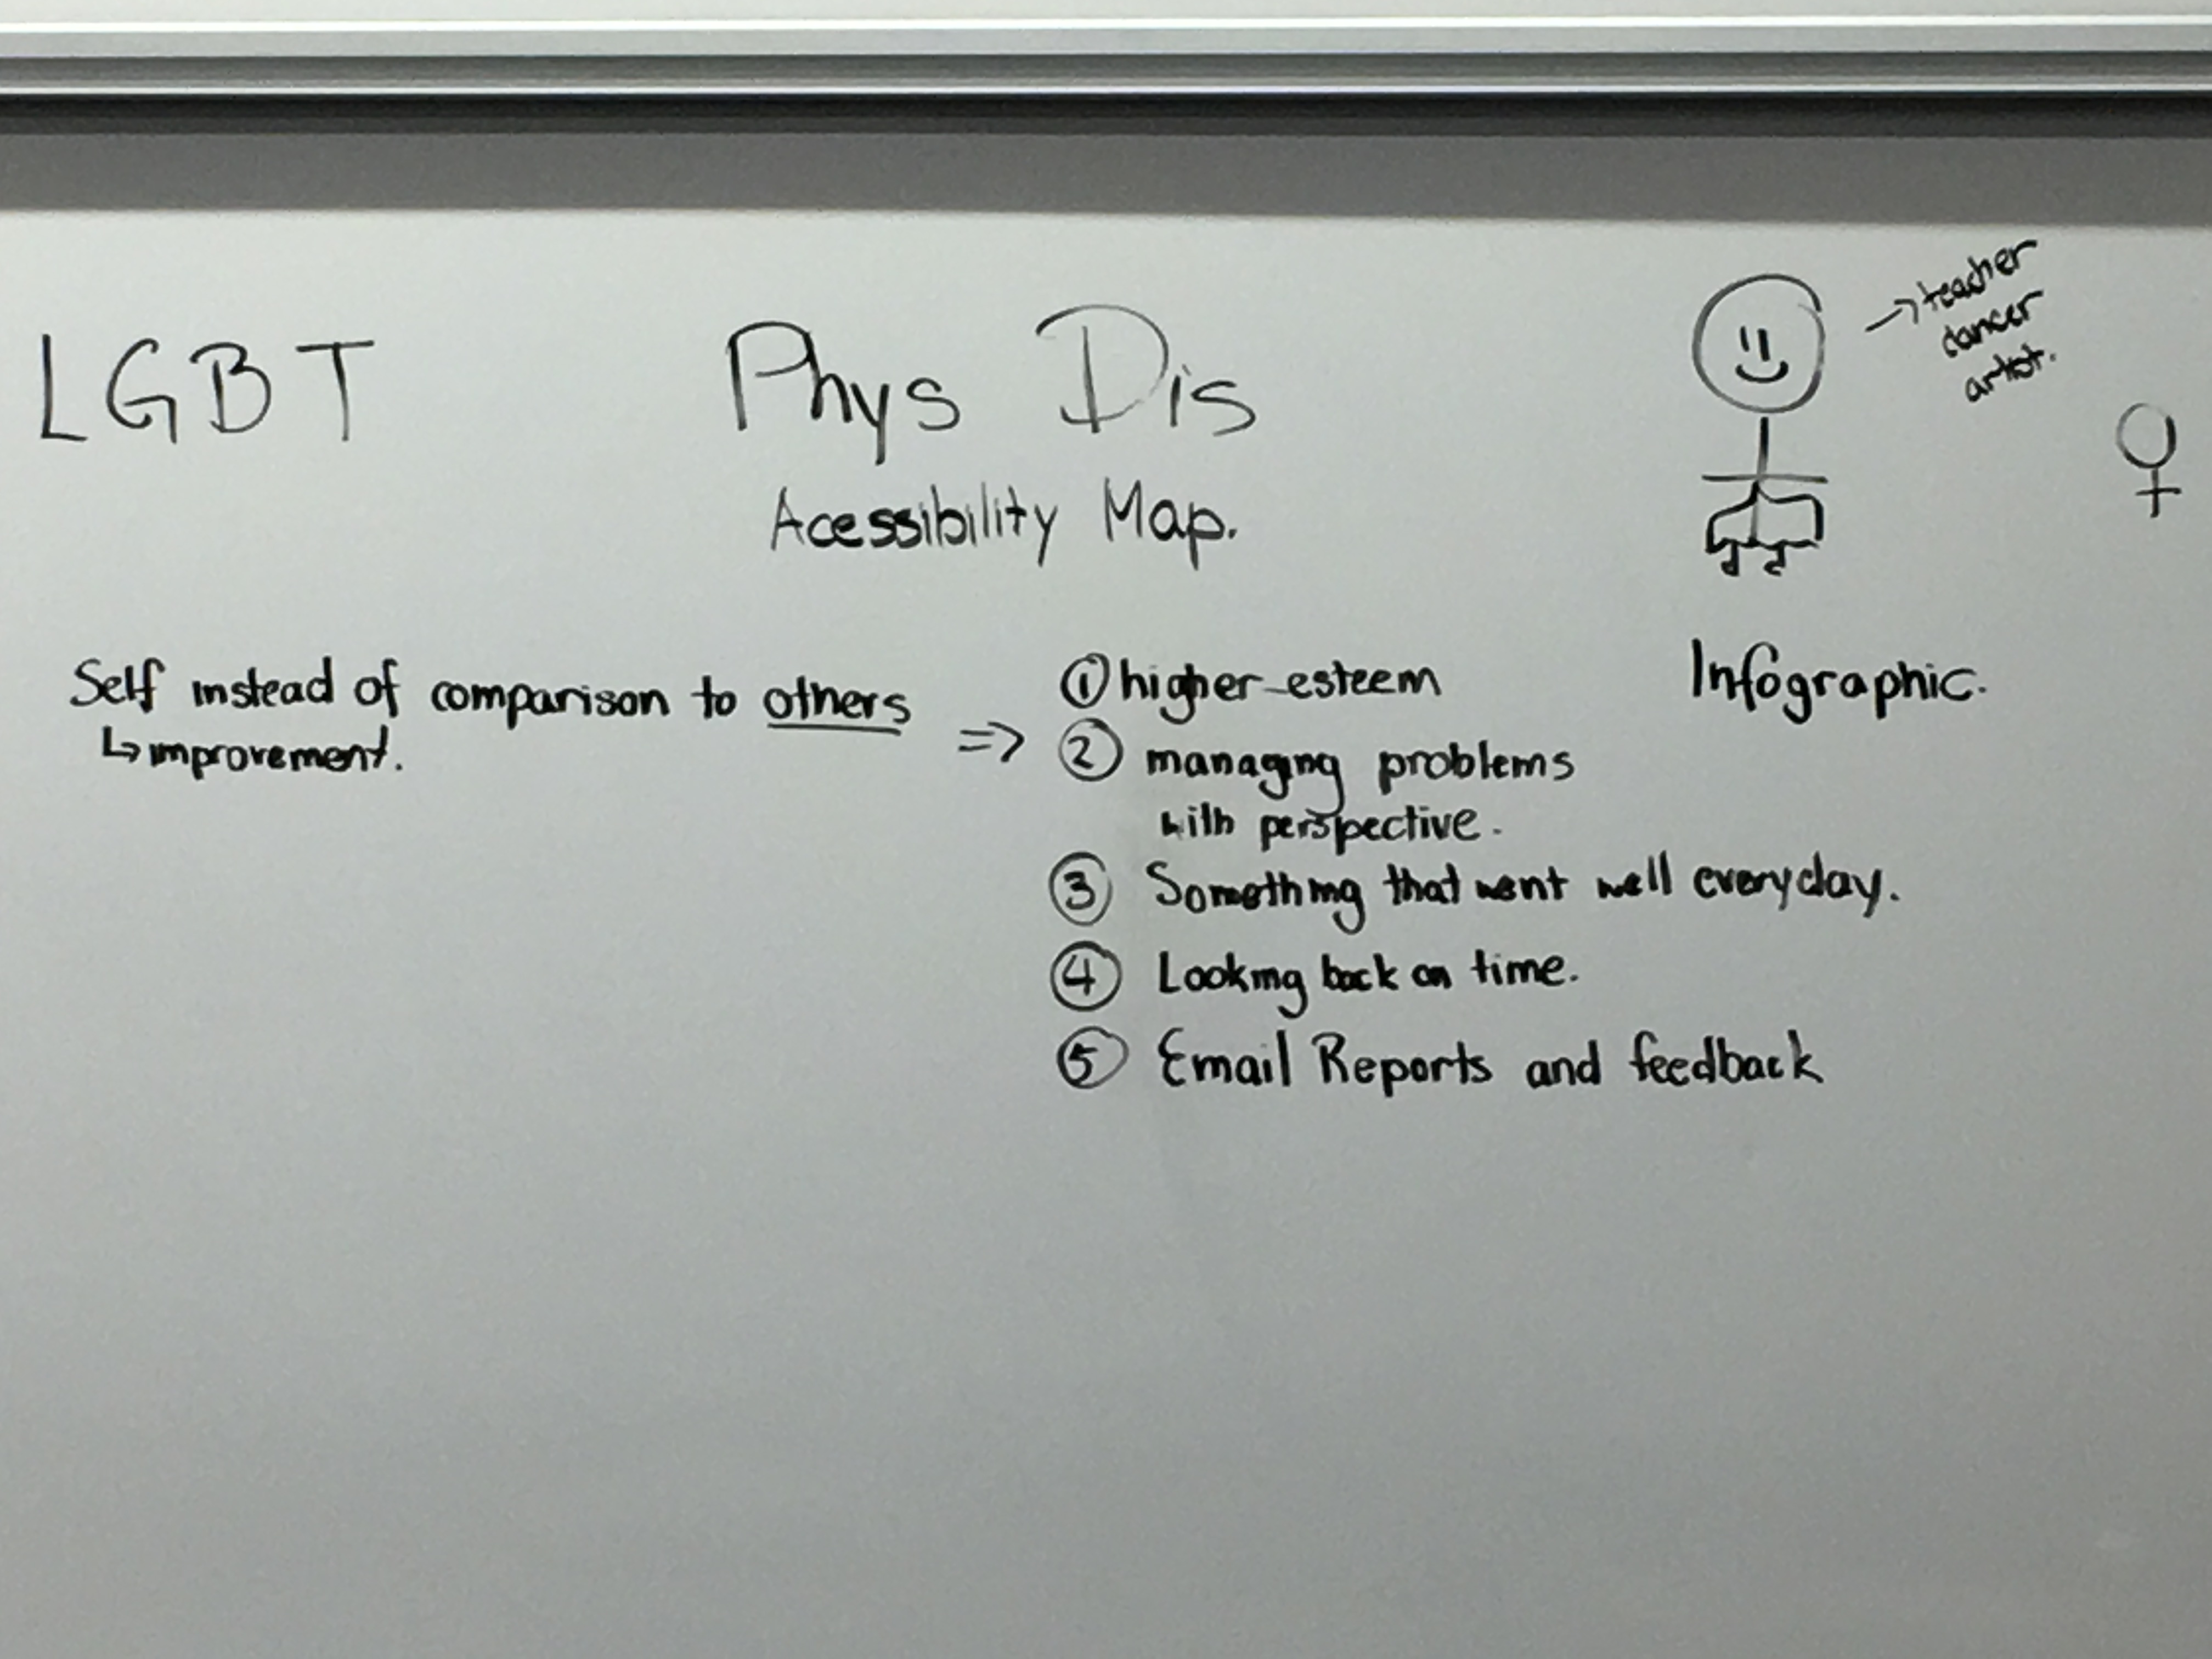 LGBT
Phys Dis
Acessibility Map.
→ teacher
dancer
artist.
Infographic.
Self instead of comparison to others
↳ improvement.
=>
① higher esteem
② managing problems
with perspective.
③ Something that went well everyday.
④ Looking back on time.
⑤ Email Reports and feedback